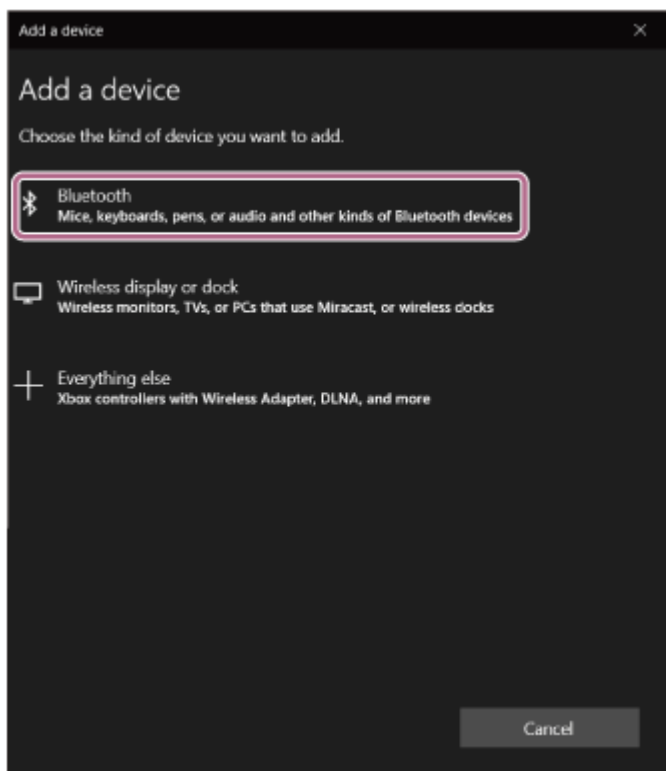 Add a device
Add a device
Choose the kind of device you want to add.
Bluetooth
Mice, keyboards, pens, or audio and other kinds of Bluetooth devices
Wireless display or dock
Wireless monitors, TVs, or PCs that use Miracast, or wireless docks
Everything else
Xbox controllers with Wireless Adapter, DLNA, and more
Cancel